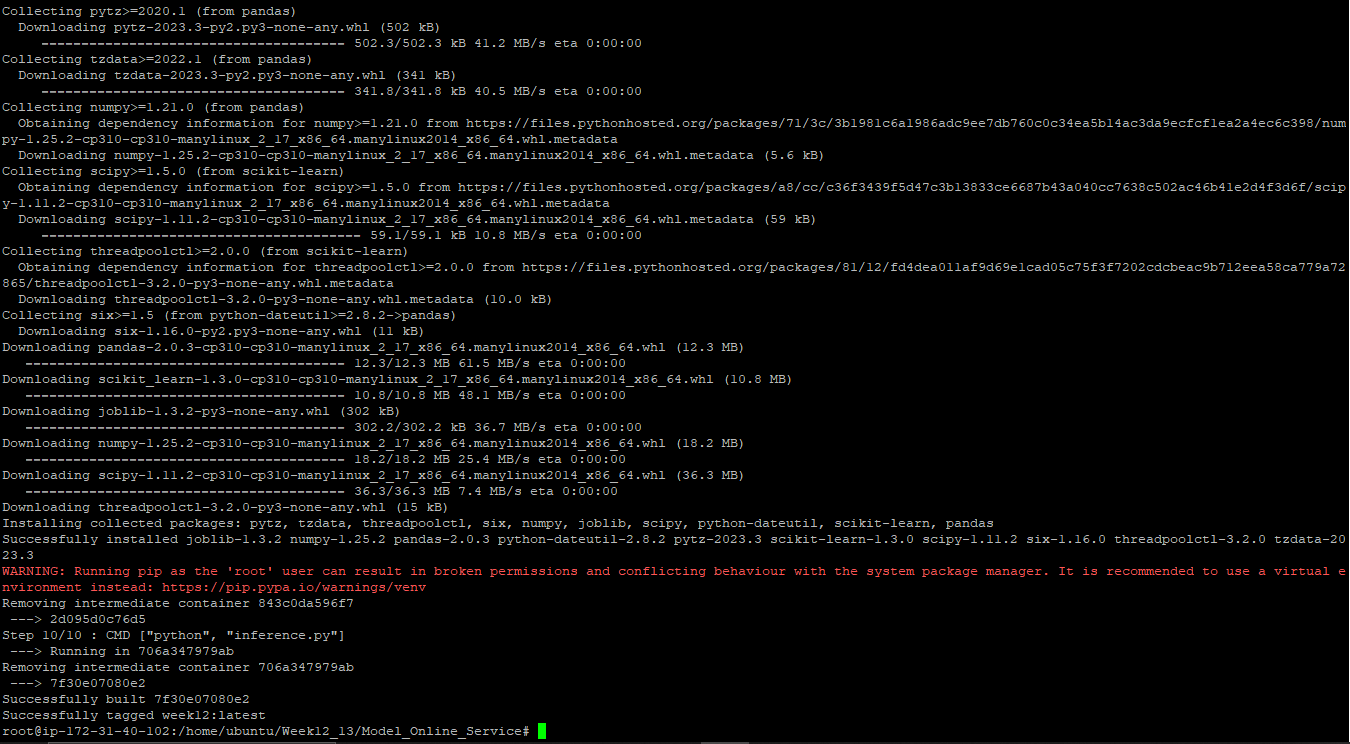 Collecting pytz>=2020.1 (from pandas)
  Downloading pytz-2023.3-py2.py3-none-any.whl (502 kB)
     -------------------------------------- 502.3/502.3 kB 41.2 MB/s eta 0:00:00
Collecting tzdata>=2022.1 (from pandas)
  Downloading tzdata-2023.3-py2.py3-none-any.whl (341 kB)
     -------------------------------------- 341.8/341.8 kB 40.5 MB/s eta 0:00:00
Collecting numpy>=1.21.0 (from pandas)
  Obtaining dependency information for numpy>=1.21.0 from https://files.pythonhosted.org/packages/71/3c/3b1981c6a1986adc9ee7db760c0c34ea5b14ac3da9ecfcf1ea2a4ec6c398/num
py-1.25.2-cp310-cp310-manylinux_2_17_x86_64.manylinux2014_x86_64.whl.metadata
  Downloading numpy-1.25.2-cp310-cp310-manylinux_2_17_x86_64.manylinux2014_x86_64.whl.metadata (5.6 kB)
Collecting scipy>=1.5.0 (from scikit-learn)
  Obtaining dependency information for scipy>=1.5.0 from https://files.pythonhosted.org/packages/a8/cc/c36f3439f5d47c3b13833ce6687b43a040cc7638c502ac46b41e2d4f3d6f/scip
y-1.11.2-cp310-cp310-manylinux_2_17_x86_64.manylinux2014_x86_64.whl.metadata
  Downloading scipy-1.11.2-cp310-cp310-manylinux_2_17_x86_64.manylinux2014_x86_64.whl.metadata (59 kB)
     ---------------------------------------- 59.1/59.1 kB 10.8 MB/s eta 0:00:00
Collecting threadpoolctl>=2.0.0 (from scikit-learn)
  Obtaining dependency information for threadpoolctl>=2.0.0 from https://files.pythonhosted.org/packages/81/12/fd4dea011af9d69e1cad05c75f3f7202cdcbeac9b712eea58ca779a72
865/threadpoolctl-3.2.0-py3-none-any.whl.metadata
  Downloading threadpoolctl-3.2.0-py3-none-any.whl.metadata (10.0 kB)
Collecting six>=1.5 (from python-dateutil>=2.8.2->pandas)
  Downloading six-1.16.0-py2.py3-none-any.whl (11 kB)
Downloading pandas-2.0.3-cp310-cp310-manylinux_2_17_x86_64.manylinux2014_x86_64.whl (12.3 MB)
   ---------------------------------------- 12.3/12.3 MB 61.5 MB/s eta 0:00:00
Downloading scikit_learn-1.3.0-cp310-cp310-manylinux_2_17_x86_64.manylinux2014_x86_64.whl (10.8 MB)
   ---------------------------------------- 10.8/10.8 MB 48.1 MB/s eta 0:00:00
Downloading joblib-1.3.2-py3-none-any.whl (302 kB)
   ---------------------------------------- 302.2/302.2 kB 36.7 MB/s eta 0:00:00
Downloading numpy-1.25.2-cp310-cp310-manylinux_2_17_x86_64.manylinux2014_x86_64.whl (18.2 MB)
   ---------------------------------------- 18.2/18.2 MB 25.4 MB/s eta 0:00:00
Downloading scipy-1.11.2-cp310-cp310-manylinux_2_17_x86_64.manylinux2014_x86_64.whl (36.3 MB)
   ---------------------------------------- 36.3/36.3 MB 7.4 MB/s eta 0:00:00
Downloading threadpoolctl-3.2.0-py3-none-any.whl (15 kB)
Installing collected packages: pytz, tzdata, threadpoolctl, six, numpy, joblib, scipy, python-dateutil, scikit-learn, pandas
Successfully installed joblib-1.3.2 numpy-1.25.2 pandas-2.0.3 python-dateutil-2.8.2 pytz-2023.3 scikit-learn-1.3.0 scipy-1.11.2 six-1.16.0 threadpoolctl-3.2.0 tzdata-20
23.3
WARNING: Running pip as the 'root' user can result in broken permissions and conflicting behaviour with the system package manager. It is recommended to use a virtual e
nvironment instead: https://pip.pypa.io/warnings/venv
Removing intermediate container 843c0da596f7
 ---> 2d095d0c76d5
Step 10/10 : CMD ["python", "inference.py"]
 ---> Running in 706a347979ab
Removing intermediate container 706a347979ab
 ---> 7f30e07080e2
Successfully built 7f30e07080e2
Successfully tagged week12:latest
root@ip-172-31-40-102:/home/ubuntu/Week12_13/Model_Online_Service#